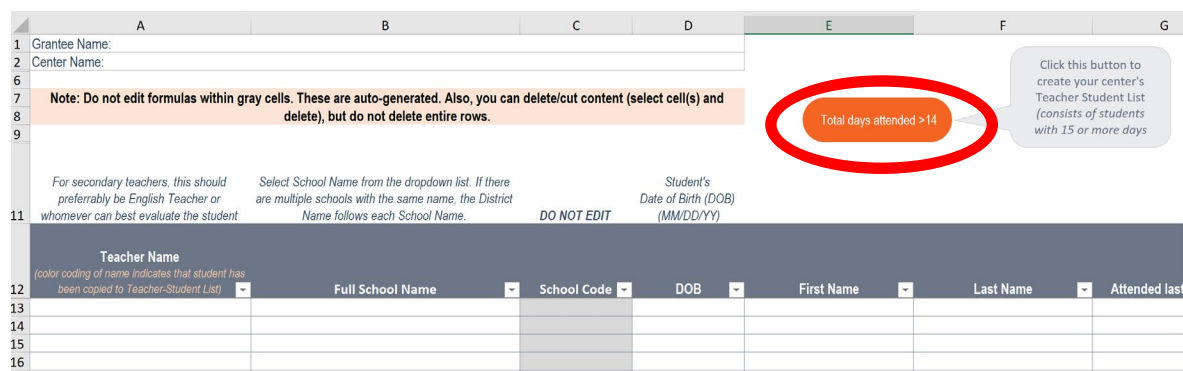 A B C D E F G
1 Grantee Name:
2 Center Name:
6
7 Note: Do not edit formulas within gray cells. These are auto-generated. Also, you can delete/cut content (select cell(s) and
8 delete), but do not delete entire rows.
9
Total days attended >14
Click this button to
create your center's
Teacher Student List
(consists of students
with 15 or more days
For secondary teachers, this should
preferrably be English Teacher or
whomever can best evaluate the student
Select School Name from the dropdown list. If there
are multiple schools with the same name, the District
Name follows each School Name.
DO NOT EDIT
Student's
Date of Birth (DOB)
(MM/DD/YY)
11
Teacher Name
(color coding of name indicates that student has
been copied to Teacher-Student List)
12 Full School Name School Code DOB First Name Last Name Attended last
13
14
15
16